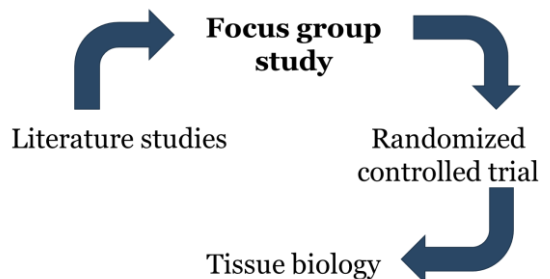 Focus group
study
Literature studies
Randomized
controlled trial
Tissue biology